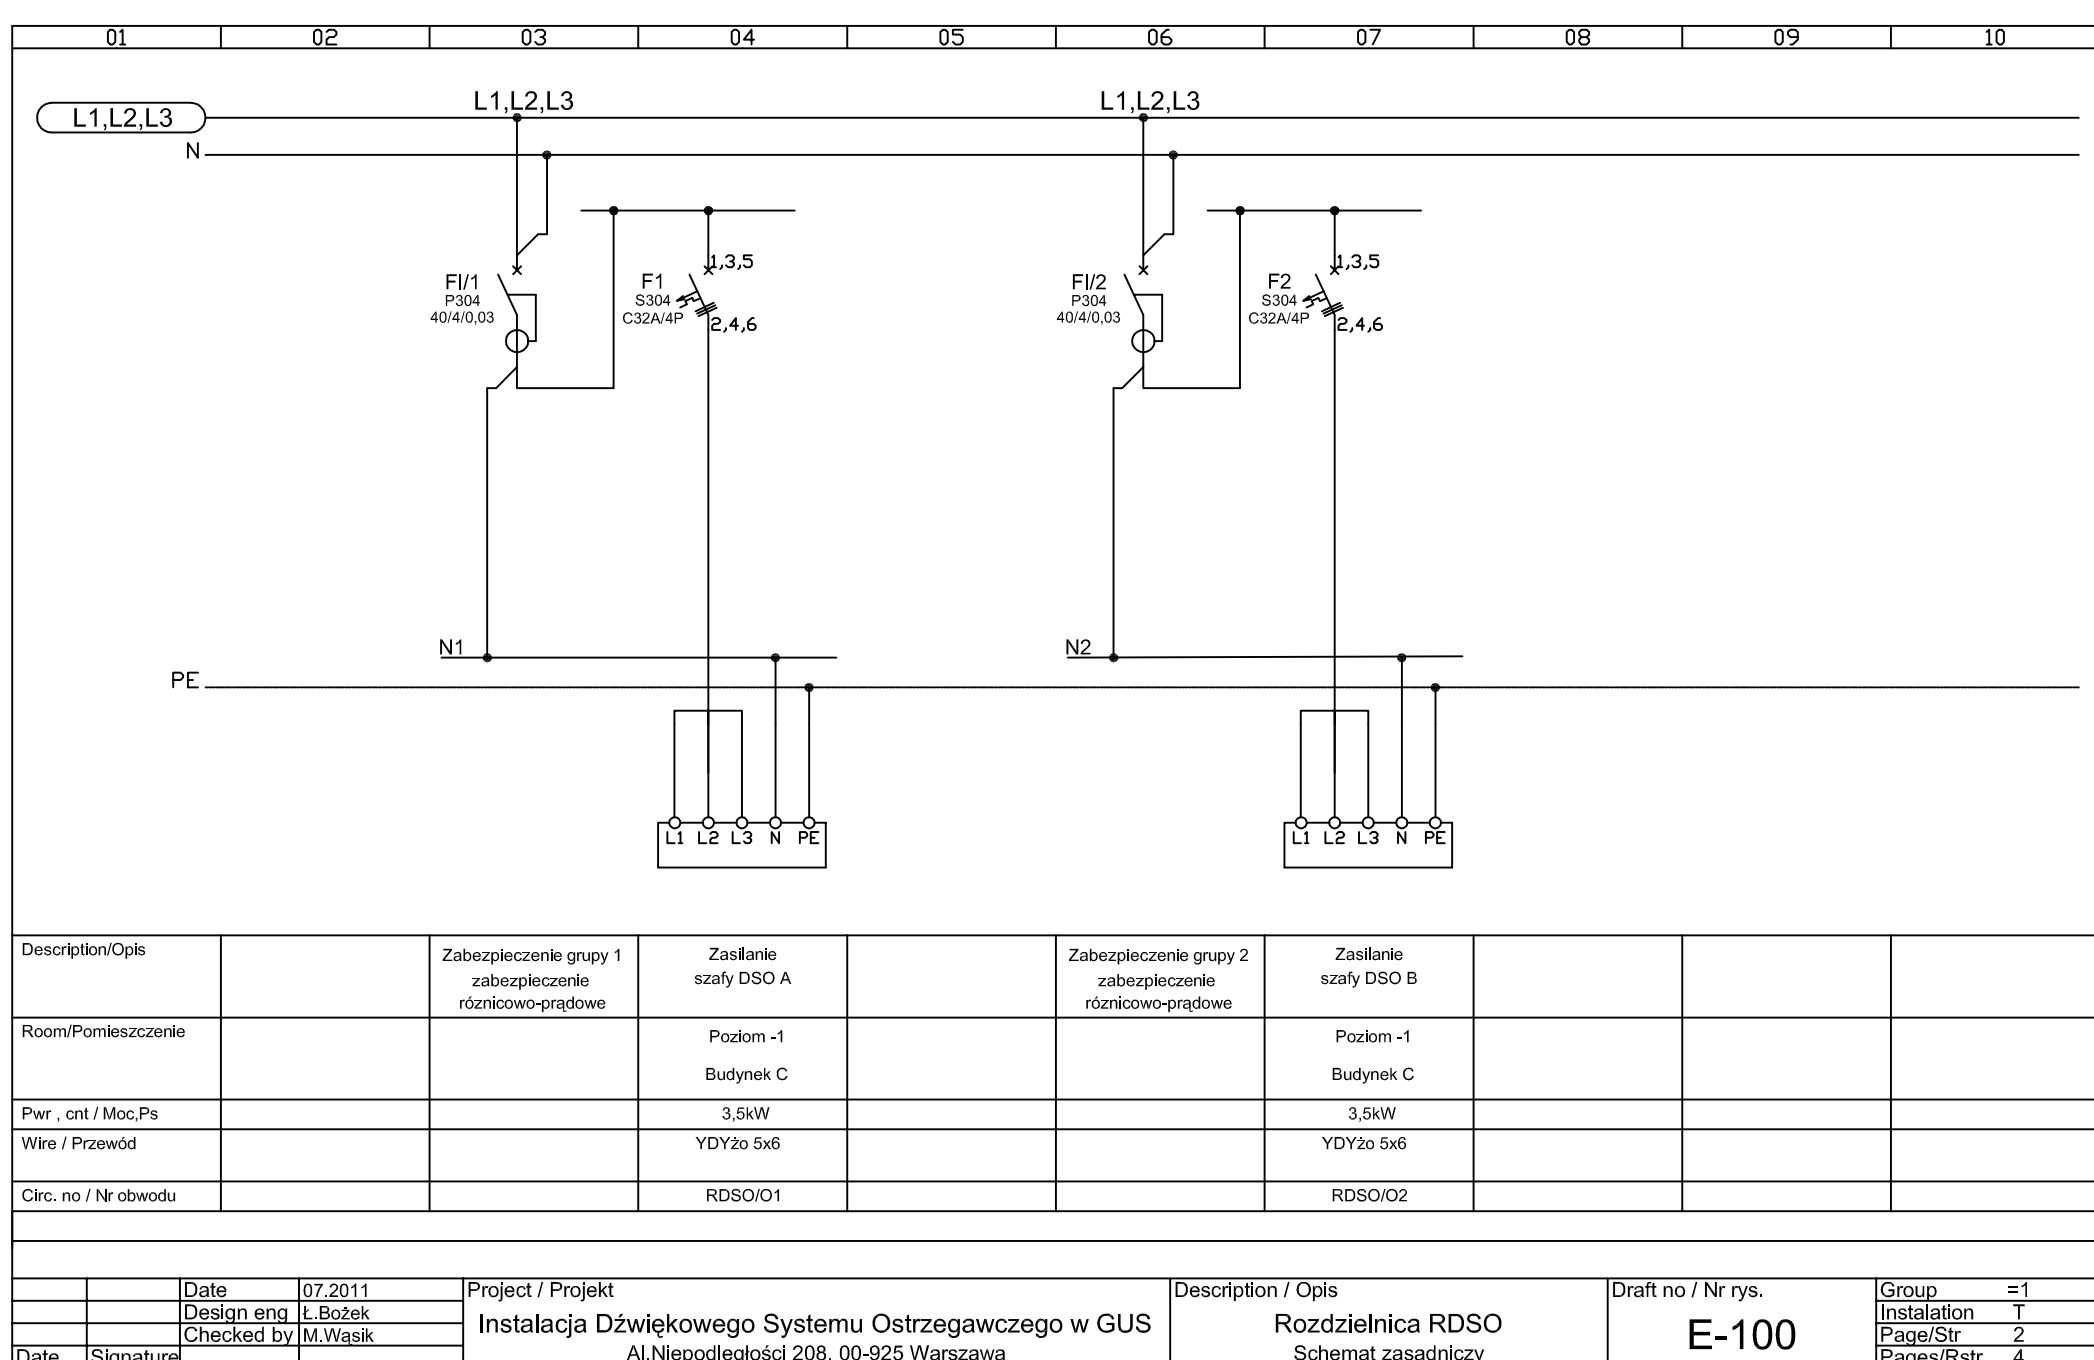 01 02 03 04 05 06 07 08 09 10
L1,L2,L3 L1,L2,L3
L1,L2,L3
N
1,3,5 1,3,5
FI/1 F1 FI/2 F2
P304 S304 P304 S304
40/4/0,03 C32A/4P 40/4/0,03 C32A/4P
2,4,6 2,4,6
N1 N2
PE
L1 L2 L3 N PE L1 L2 L3 N PE
Description/Opis
Zabezpieczenie grupy 1
zabezpieczenie
róznicowo-prądowe
Zasilanie
szafy DSO A
Zabezpieczenie grupy 2
zabezpieczenie
róznicowo-prądowe
Zasilanie
szafy DSO B
Room/Pomieszczenie
Poziom -1
Budynek C
Poziom -1
Budynek C
Pwr , cnt / Moc,Ps 3,5kW 3,5kW
Wire / Przewód YDYżo 5x6 YDYżo 5x6
Circ. no / Nr obwodu RDSO/O1 RDSO/O2
Date 07.2011
Design eng Ł.Bożek
Checked by M.Wąsik
Date Signature
Project / Projekt
Instalacja Dźwiękowego Systemu Ostrzegawczego w GUS
Al.Niepodległości 208, 00-925 Warszawa
Description / Opis
Rozdzielnica RDSO
Schemat zasadniczy
Draft no / Nr rys.
E-100
Group =1
Instalation T
Page/Str 2
Pages/Rstr 4